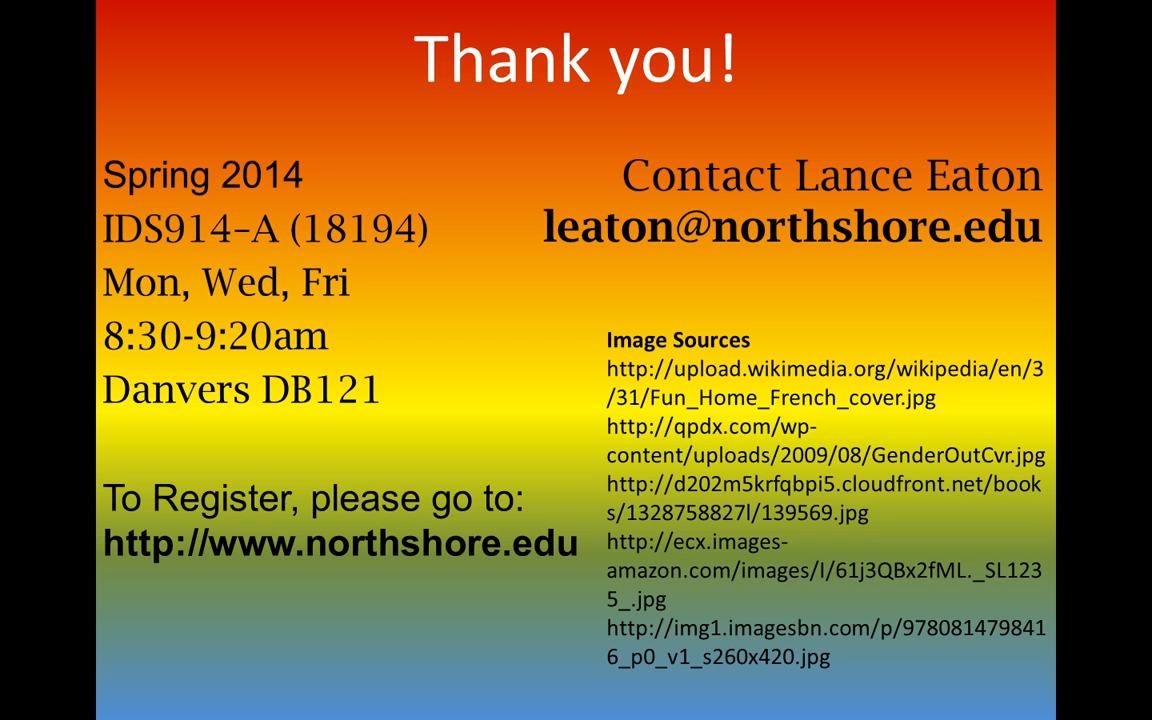 Thank you!
Spring 2014
IDS914–A (18194)
Mon, Wed, Fri
8:30-9:20am
Danvers DB121
To Register, please go to:
http://www.northshore.edu
Contact Lance Eaton
leaton@northshore.edu
Image Sources
http://upload.wikimedia.org/wikipedia/en/3
/31/Fun_Home_French_cover.jpg
http://qpdx.com/wp-
content/uploads/2009/08/GenderOutCvr.jpg
http://d202m5krfqbpi5.cloudfront.net/book
s/1328758827l/139569.jpg
http://ecx.images-
amazon.com/images/I/61j3QBx2fML._SL123
5_.jpg
http://img1.imagesbn.com/p/978081479841
6_p0_v1_s260x420.jpg